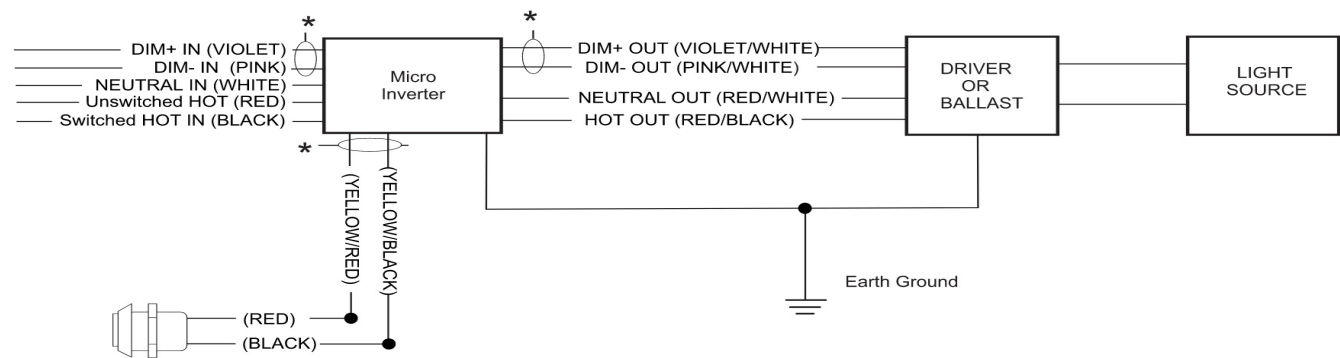 *
*
DIM+ IN (VIOLET)
DIM- IN (PINK)
NEUTRAL IN (WHITE)
Unswitched HOT (RED)
Switched HOT IN (BLACK)
Micro
Inverter
DIM+ OUT (VIOLET/WHITE)
DIM- OUT (PINK/WHITE)
NEUTRAL OUT (RED/WHITE)
HOT OUT (RED/BLACK)
DRIVER
OR
BALLAST
LIGHT
SOURCE
*
(YELLOW/RED)
(YELLOW/BLACK)
Earth Ground
(RED)
(BLACK)